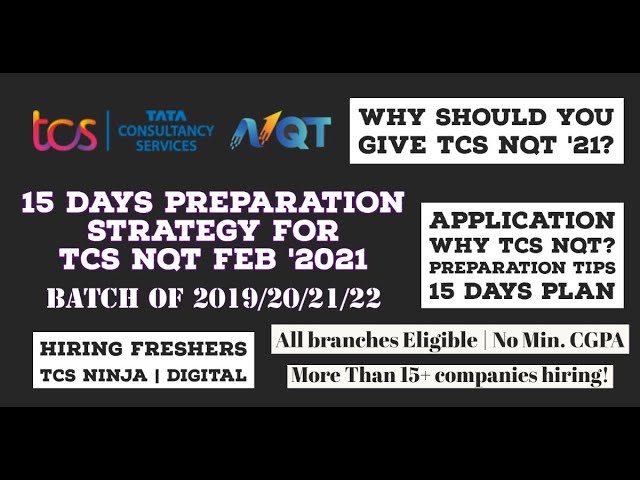 tcs
TATA
CONSULTANCY
SERVICES
NQT
WHY SHOULD YOU
GIVE TCS NQT '21?
15 DAYS PREPARATION
STRATEGY FOR
TCS NQT FEB '2021
BATCH OF 2019/20/21/22
APPLICATION
WHY TCS NQT?
PREPARATION TIPS
15 DAYS PLAN
HIRING FRESHERS
TCS NINJA | DIGITAL
All branches Eligible | No Min. CGPA
More Than 15+ companies hiring!